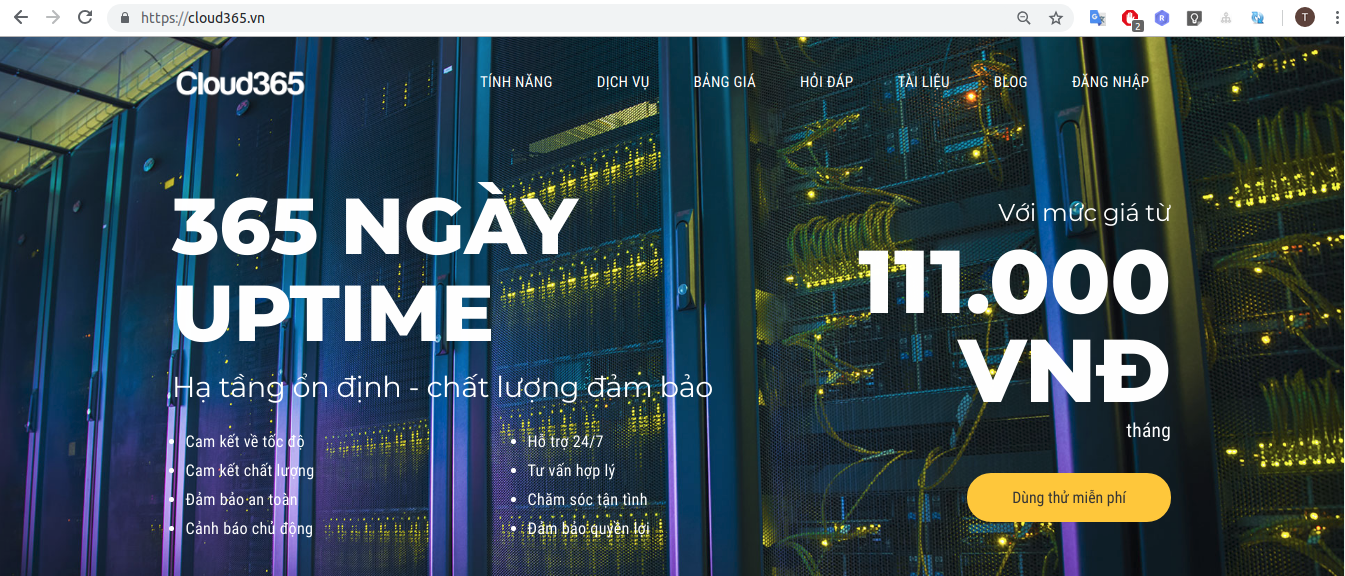 https://cloud365.vn
2
T
Cloud365
TÍNH NĂNG
DỊCH VỤ
BẢNG GIÁ
HỎI ĐÁP
TÀI LIỆU
BLOG
ĐĂNG NHẬP
365 NGÀY
UPTIME
Hạ tầng ổn định - chất lượng đảm bảo
Cam kết về tốc độ
Cam kết chất lượng
Đảm bảo an toàn
Cảnh báo chủ động
Hỗ trợ 24/7
Tư vấn hợp lý
Chăm sóc tận tình
Đảm bảo quyền lợi
Với mức giá từ
111.000
VNĐ
tháng
Dùng thử miễn phí